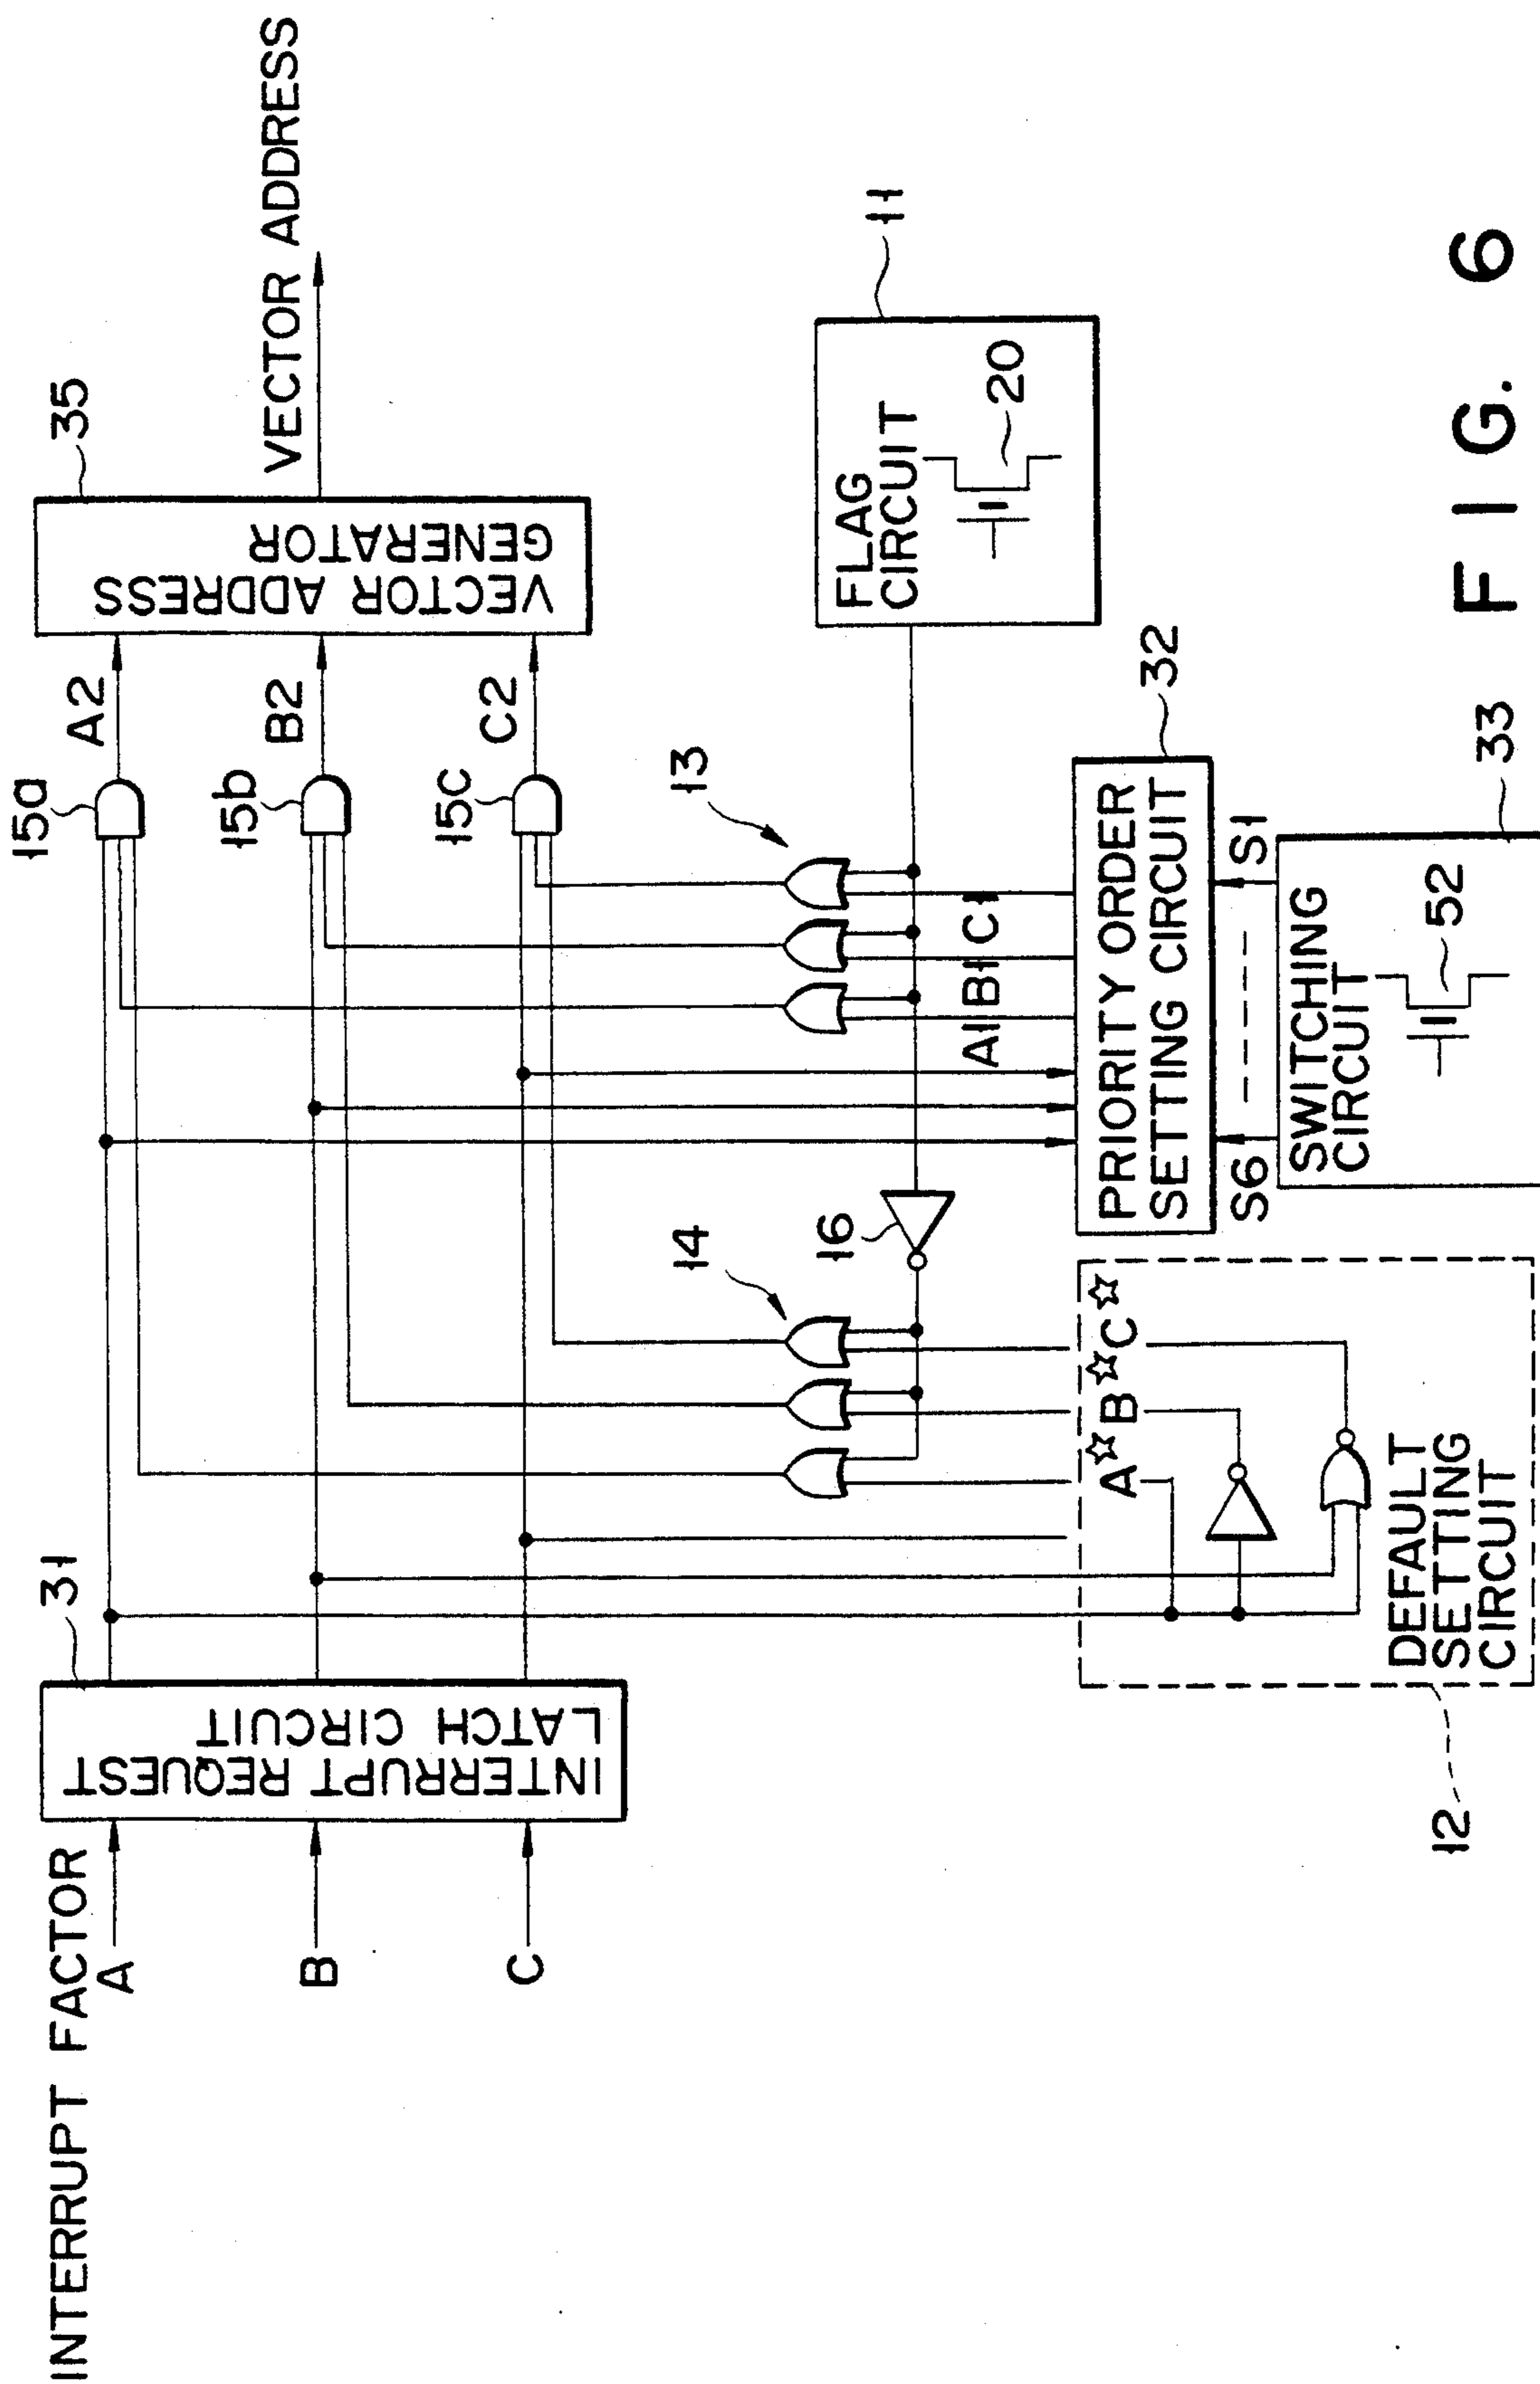 INTERRUPT FACTOR
A
B
C
INTERRUPT REQUEST
LATCH CIRCUIT
31
15a
A2
15b
B2
15c
C2
VECTOR ADDRESS
GENERATOR
35
VECTOR ADDRESS
14
13
16
FLAG
CIRCUIT
20
11
A☆ B☆ C☆
DEFAULT
SETTING
CIRCUIT
12
A1 B1 C1
PRIORITY ORDER
SETTING CIRCUIT
32
S6
S1
SWITCHING
CIRCUIT
52
33
FIG. 6